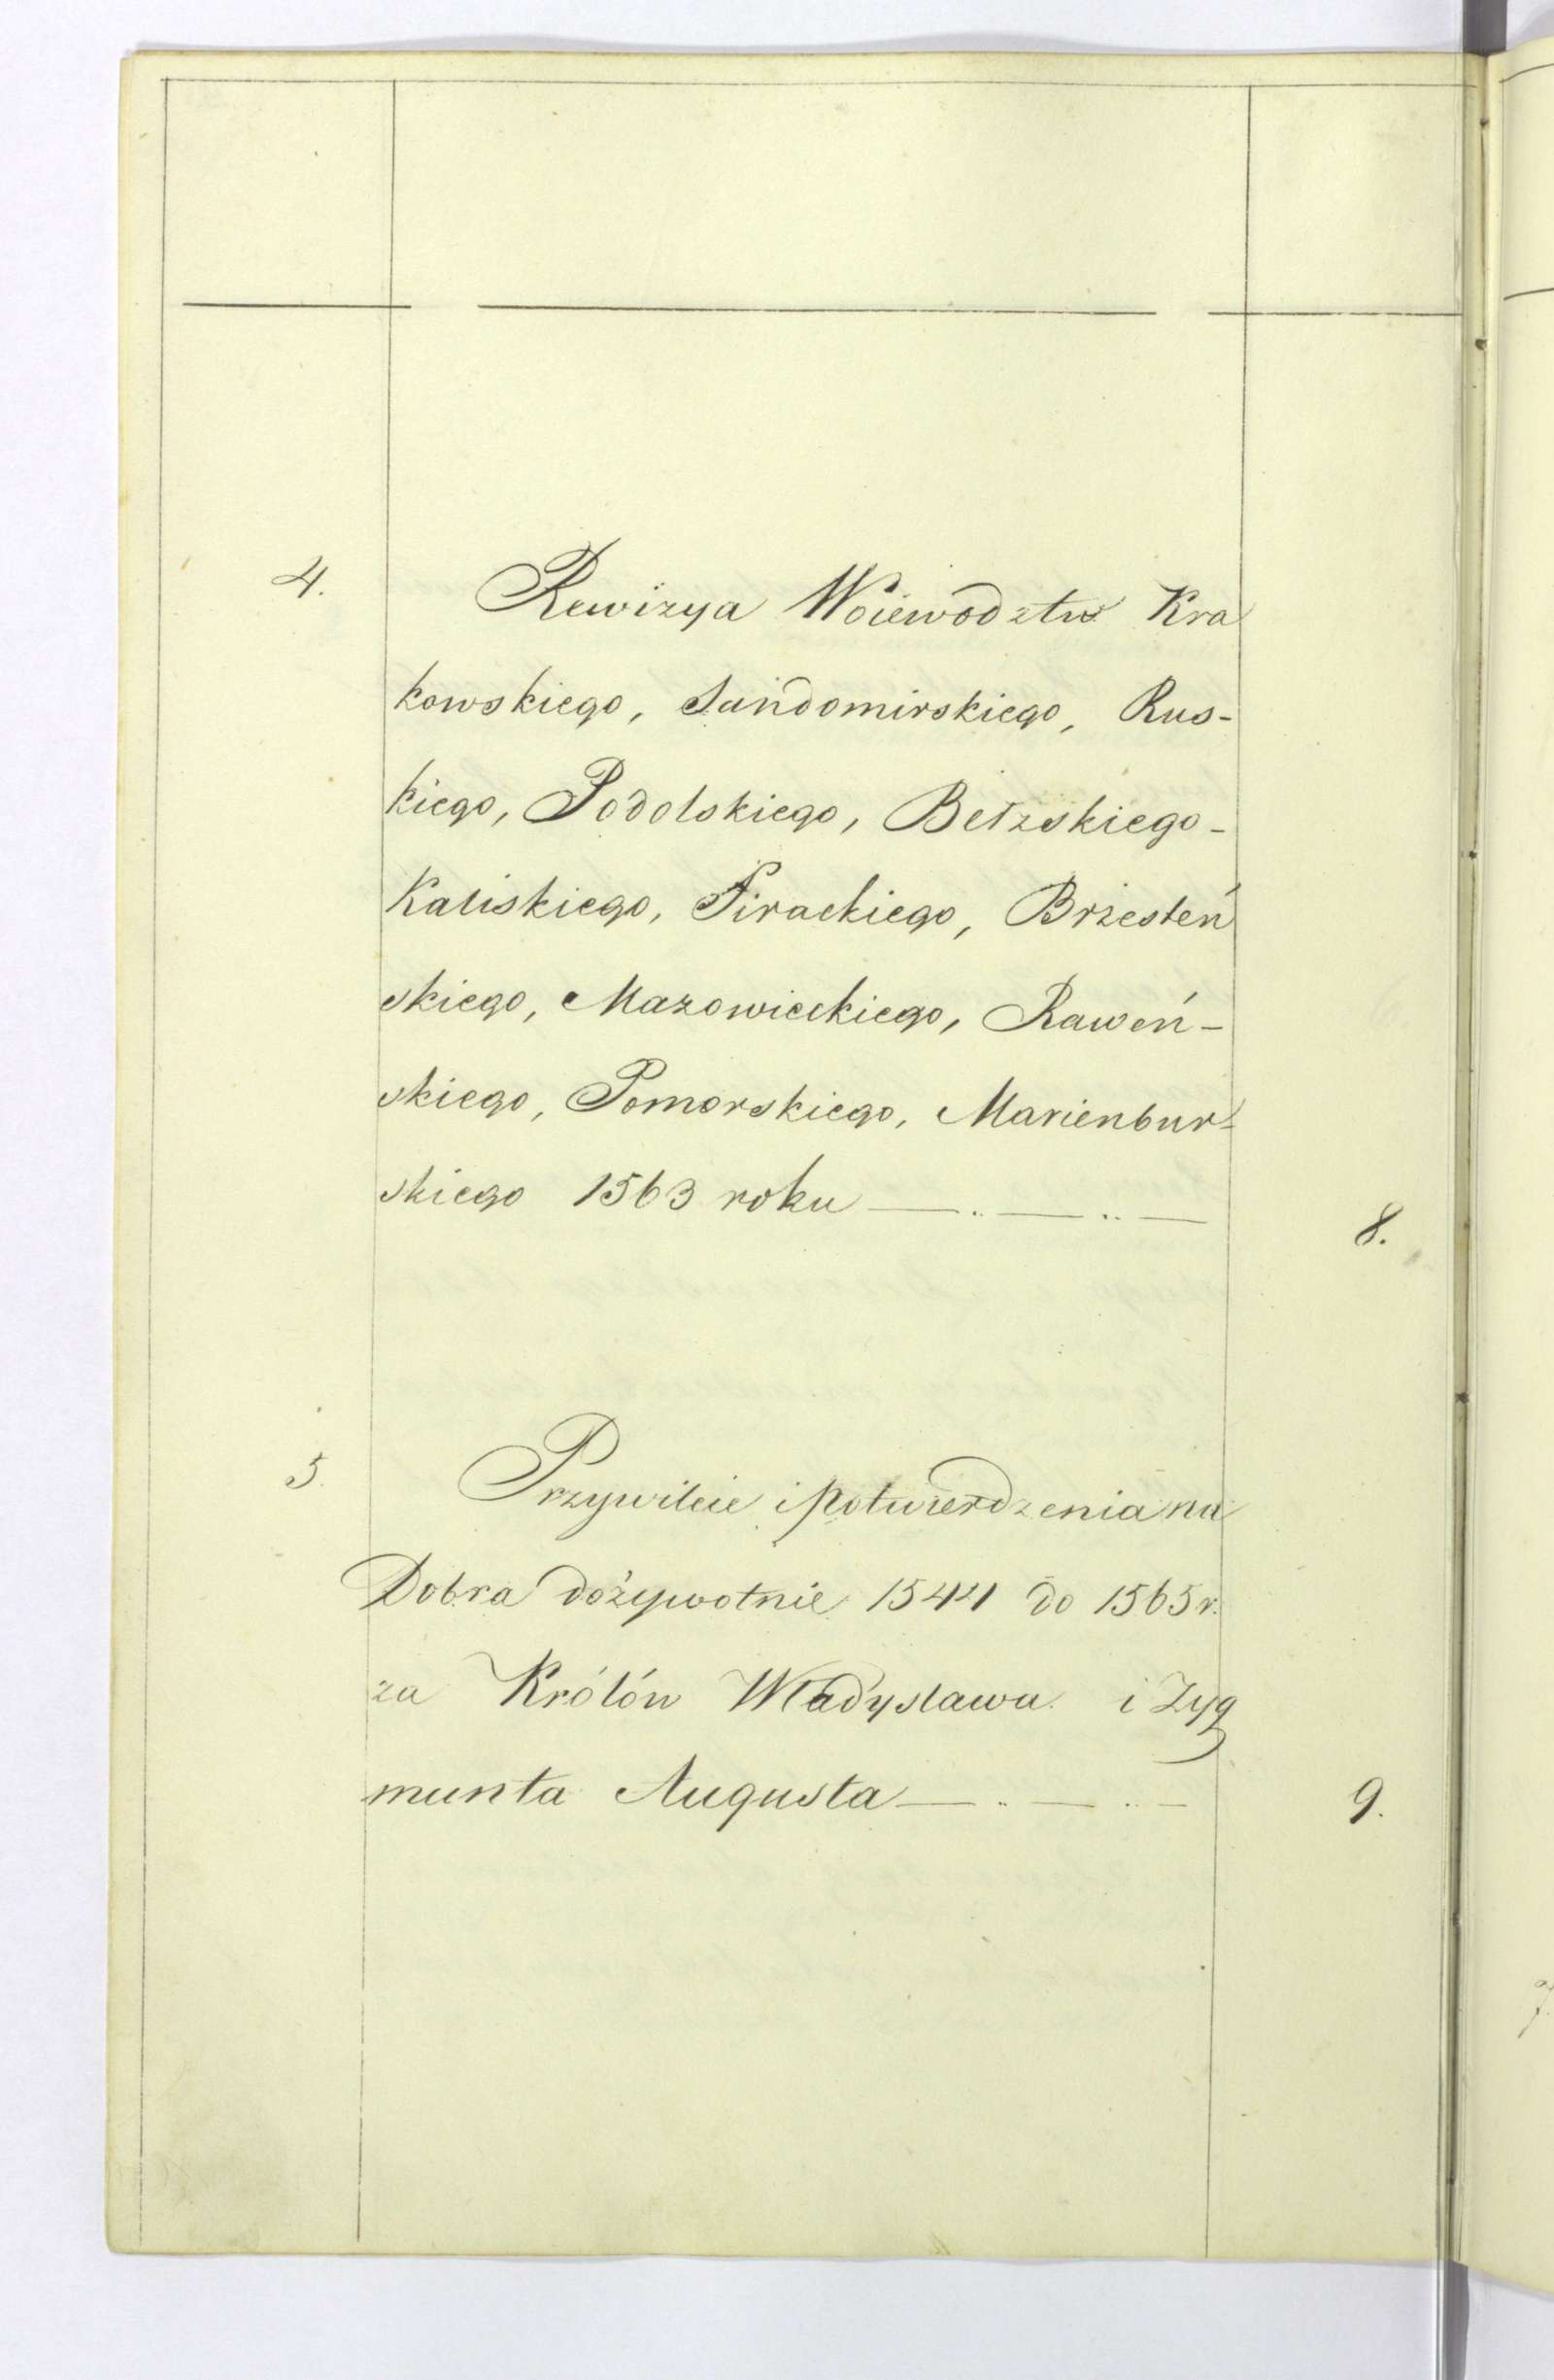 4. Rewizya Woiewodztw Kra
kowskiego, Sandomirskiego, Rus-
kiego, Podolskiego, Bełzskiego-
Kaliskiego, Sirackiego, Brzesteń
skiego, Mazowieckiego, Raweń-
skiego, Pomorskiego, Marienbur-
skiego 1563 roku — .. — .. — 8.
5. Przywileie i potwierdzenia na
Dobra dożywotnie 1544 do 1565 r.
za Królów Władysława i Zyg
munta Augusta — .. — .. — 9.